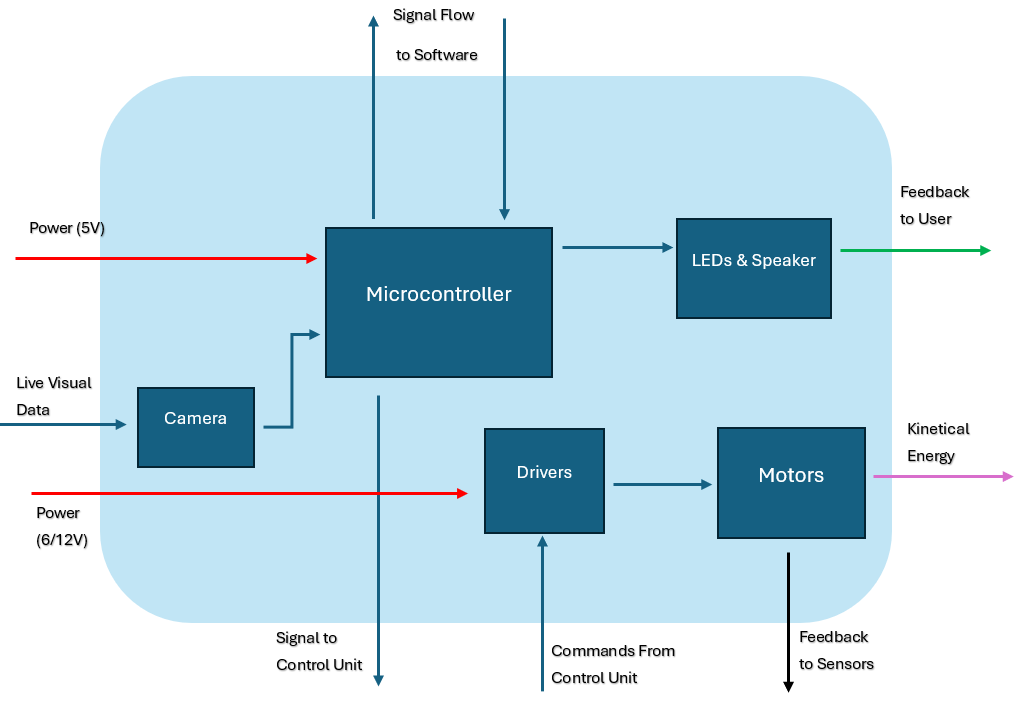 Signal Flow
to Software
Feedback
to User
Power (5V)
LEDs & Speaker
Microcontroller
Live Visual
Data
Camera
Kinetical
Energy
Drivers
Motors
Power
(6/12V)
Signal to
Control Unit
Commands From
Control Unit
Feedback
to Sensors